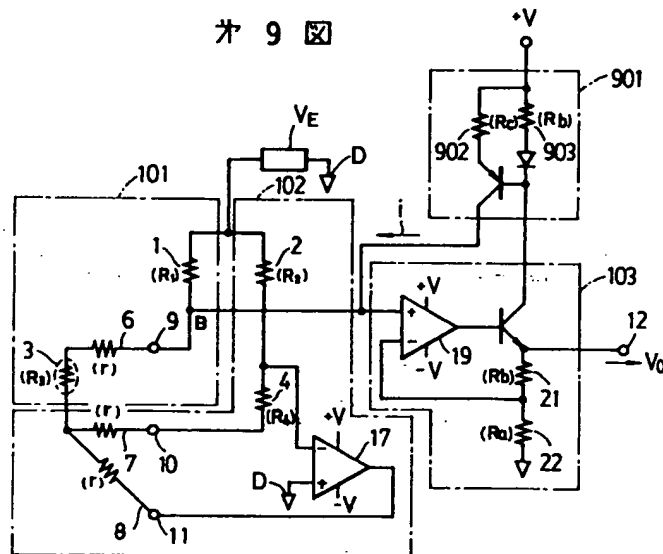 オ 9 図
+V
901
(Rc)
(Rb)
902
903
VE
D
101
102
i
1
(R1)
2
(R2)
103
B
+V
12
+
-
19
-V
V0
3
6
9
(R3)
(r)
(Rb)
21
4
(R4)
(r)
7
10
+V
17
-
+
(Ra)
22
(r)
D
-V
8
11